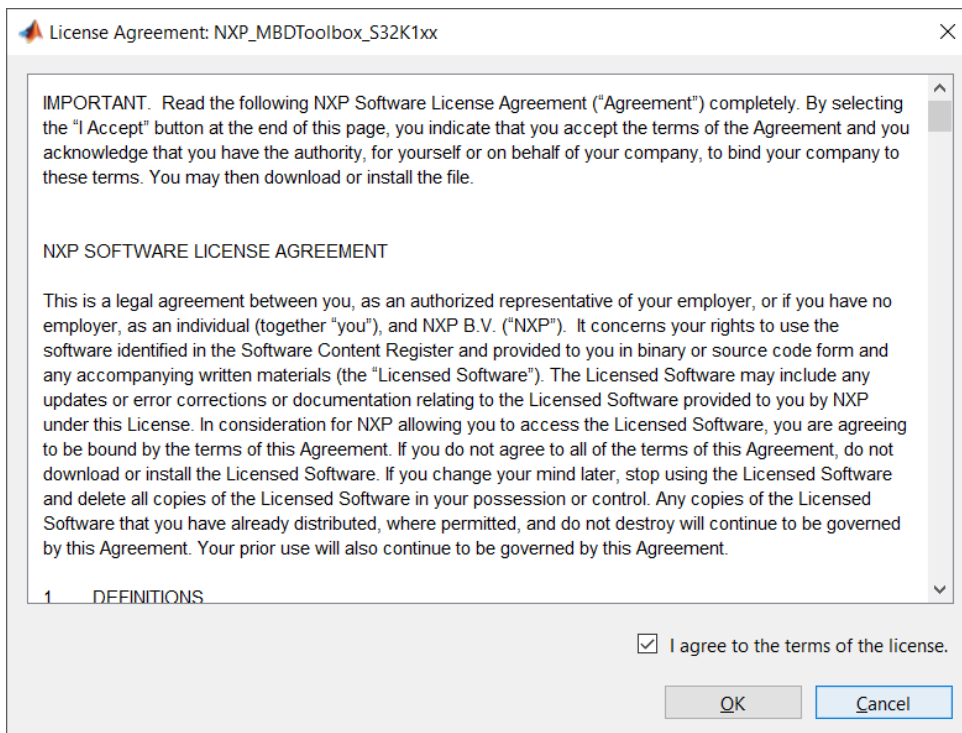 License Agreement: NXP_MBDToolbox_S32K1xx
IMPORTANT.  Read the following NXP Software License Agreement (“Agreement”) completely. By selecting
the “I Accept” button at the end of this page, you indicate that you accept the terms of the Agreement and you
acknowledge that you have the authority, for yourself or on behalf of your company, to bind your company to
these terms. You may then download or install the file.
NXP SOFTWARE LICENSE AGREEMENT
This is a legal agreement between you, as an authorized representative of your employer, or if you have no
employer, as an individual (together “you”), and NXP B.V. (“NXP”).  It concerns your rights to use the
software identified in the Software Content Register and provided to you in binary or source code form and
any accompanying written materials (the “Licensed Software”). The Licensed Software may include any
updates or error corrections or documentation relating to the Licensed Software provided to you by NXP
under this License. In consideration for NXP allowing you to access the Licensed Software, you are agreeing
to be bound by the terms of this Agreement. If you do not agree to all of the terms of this Agreement, do not
download or install the Licensed Software. If you change your mind later, stop using the Licensed Software
and delete all copies of the Licensed Software in your possession or control. Any copies of the Licensed
Software that you have already distributed, where permitted, and do not destroy will continue to be governed
by this Agreement. Your prior use will also continue to be governed by this Agreement.
1 DEFINITIONS
I agree to the terms of the license.
OK
Cancel